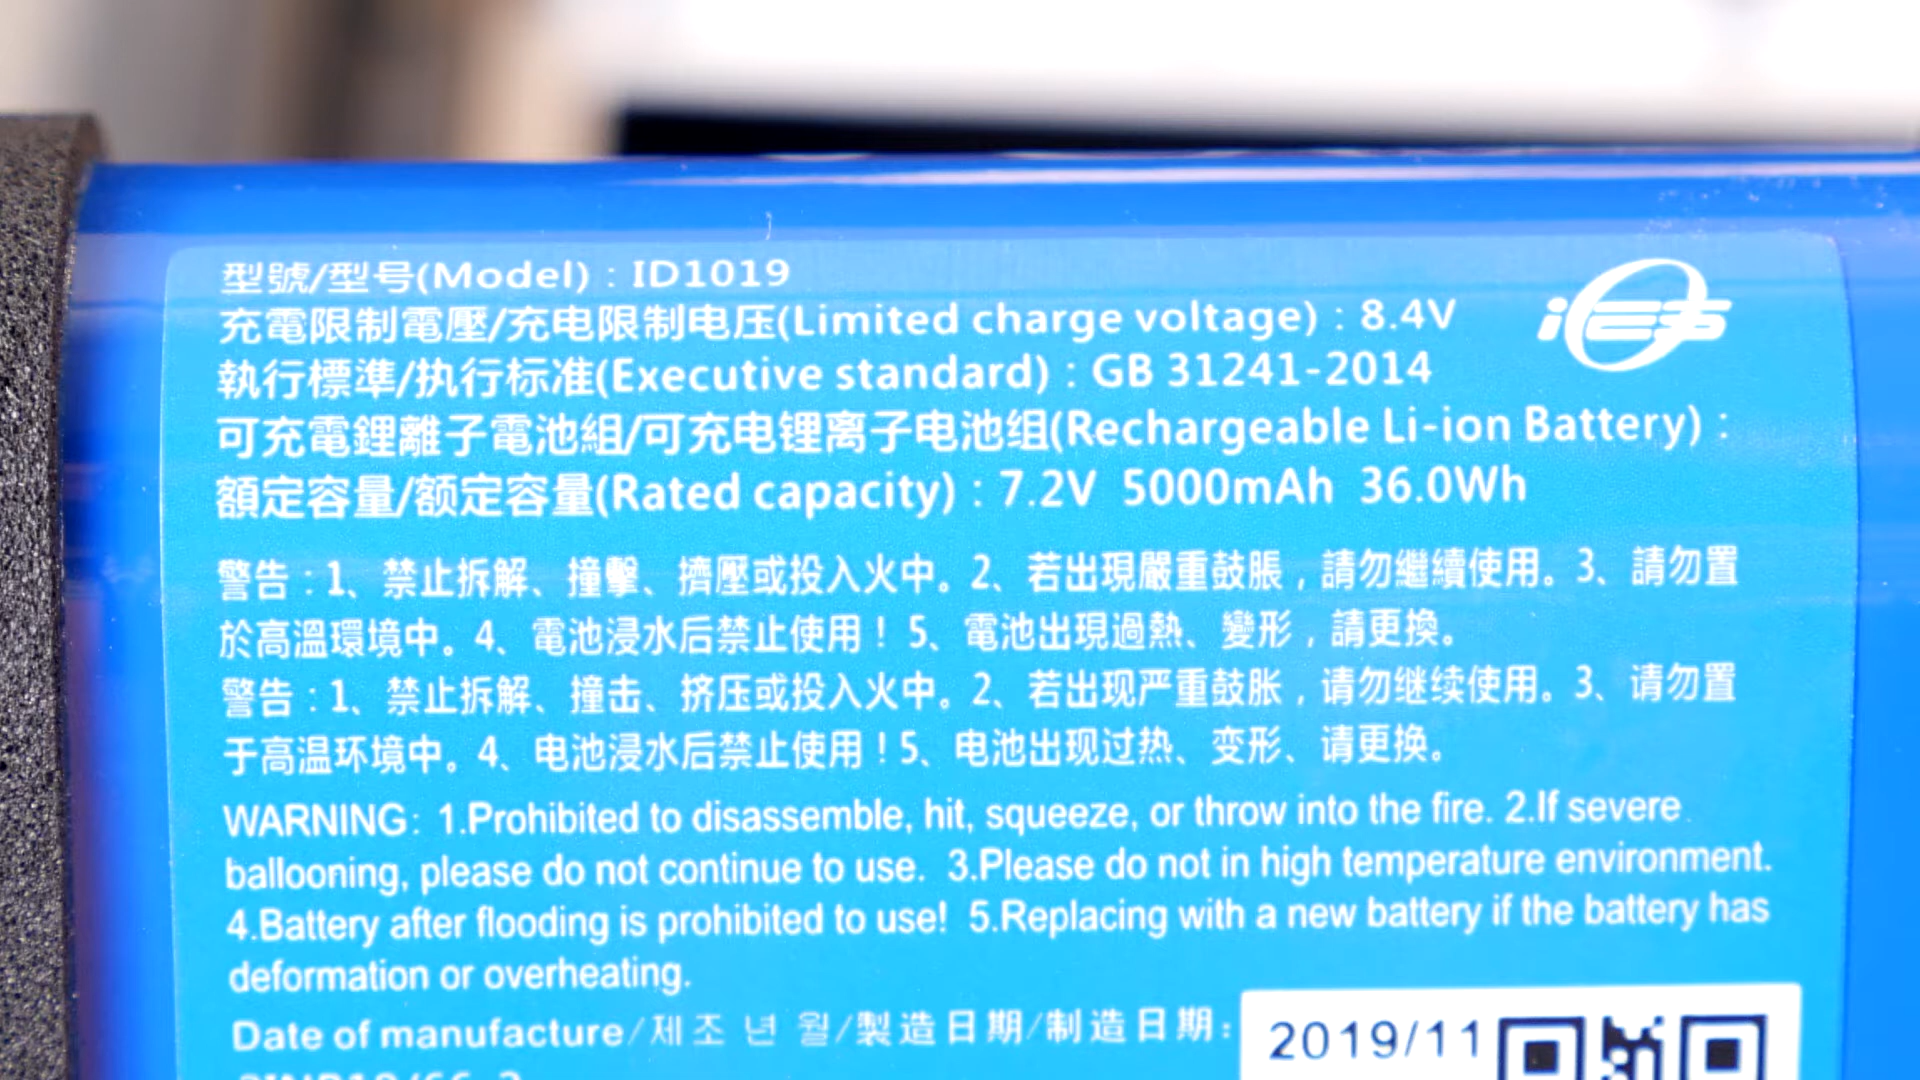 型號/型号(Model) : ID1019
充電限制電壓/充电限制电压(Limited charge voltage) : 8.4V
執行標準/执行标准(Executive standard) : GB 31241-2014
可充電鋰離子電池組/可充电锂离子电池组(Rechargeable Li-ion Battery) :
額定容量/额定容量(Rated capacity) : 7.2V 5000mAh 36.0Wh
警告 : 1、禁止拆解、撞擊、擠壓或投入火中。2、若出現嚴重鼓脹 , 請勿繼續使用。3、請勿置
於高溫環境中。4、電池浸水后禁止使用 ! 5、電池出現過熱、變形 , 請更換。
警告 : 1、禁止拆解、撞击、挤压或投入火中。2、若出现严重鼓胀 , 请勿继续使用。3、请勿置
于高温环境中。4、电池浸水后禁止使用 ! 5、电池出现过热、变形、请更换。
WARNING: 1.Prohibited to disassemble, hit, squeeze, or throw into the fire. 2.If severe
ballooning, please do not continue to use. 3.Please do not in high temperature environment.
4.Battery after flooding is prohibited to use! 5.Replacing with a new battery if the battery has
deformation or overheating.
Date of manufacture/제조 년 월/製造日期/制造日期: 2019/11